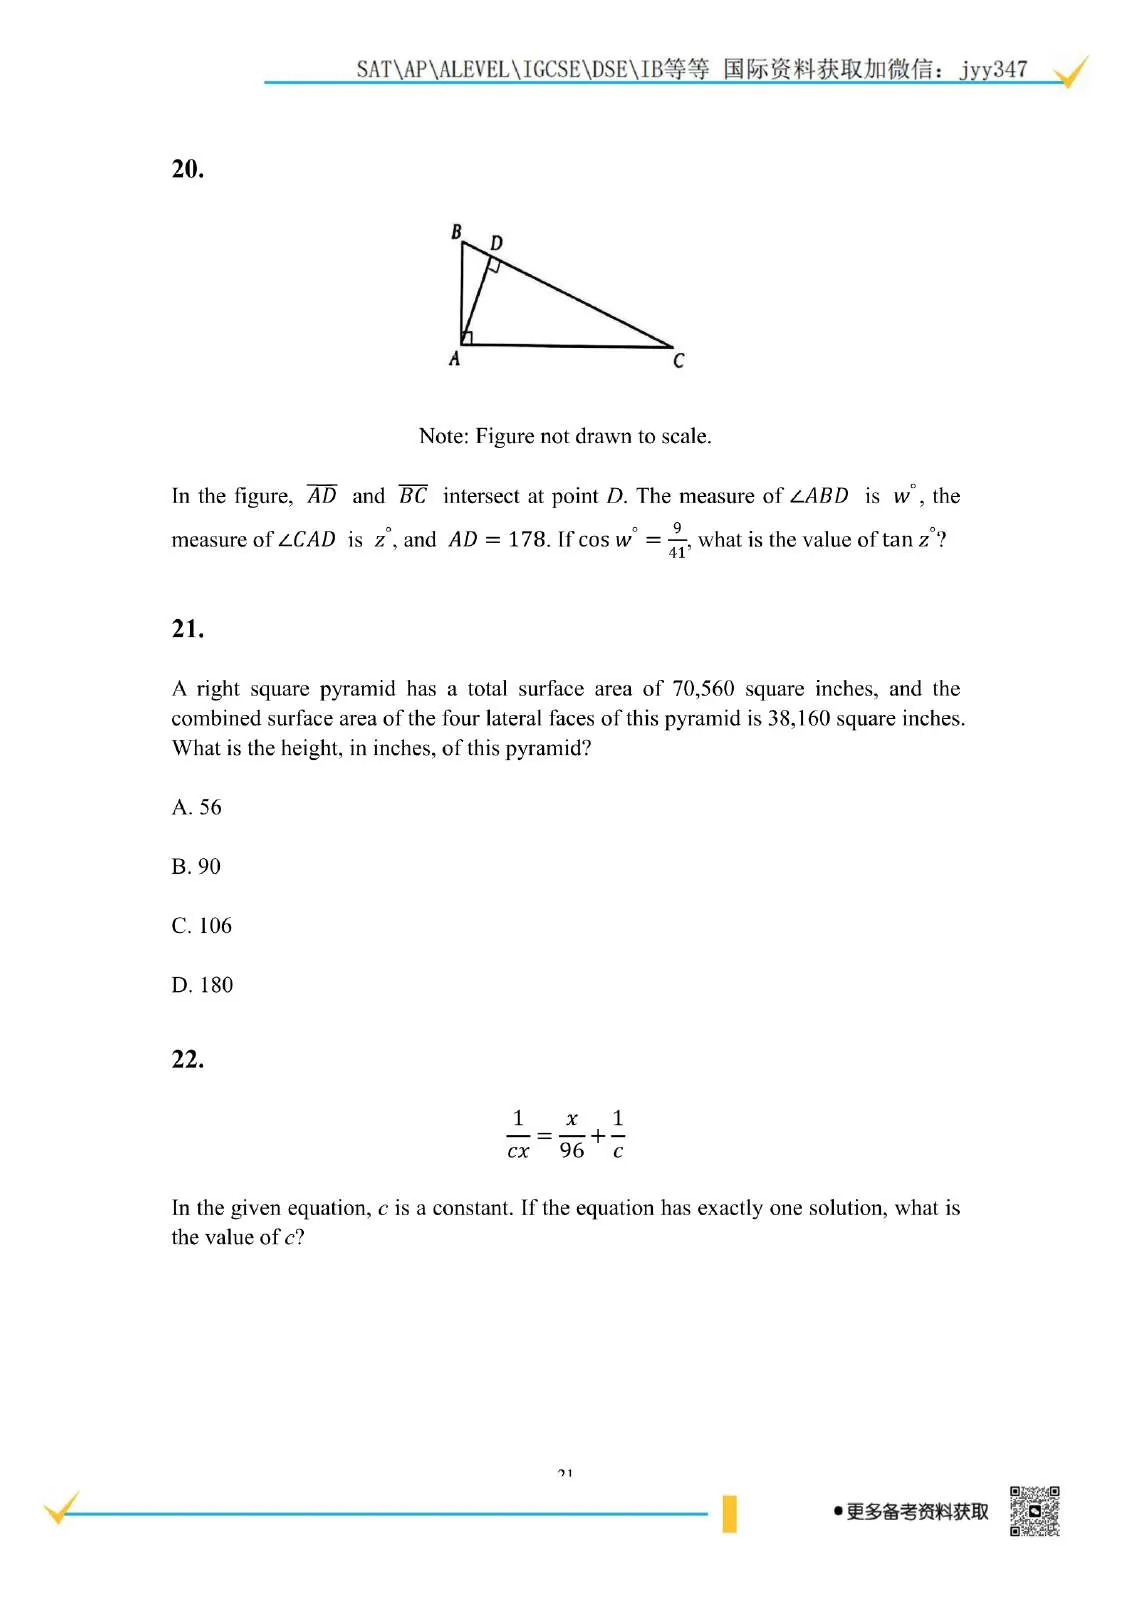 SAT\AP\ALEVEL\IGCSE\DSE\IB等等 国际资料获取加微信：jyy347
20.
B
D
A
C
Note: Figure not drawn to scale.
In the figure, AD and BC intersect at point D. The measure of ∠ABD is w°, the
measure of ∠CAD is z°, and AD = 178. If cos w° = 9/41, what is the value of tan z°?
21.
A right square pyramid has a total surface area of 70,560 square inches, and the
combined surface area of the four lateral faces of this pyramid is 38,160 square inches.
What is the height, in inches, of this pyramid?
A. 56
B. 90
C. 106
D. 180
22.
1/cx = x/96 + 1/c
In the given equation, c is a constant. If the equation has exactly one solution, what is
the value of c?
21
•更多备考资料获取